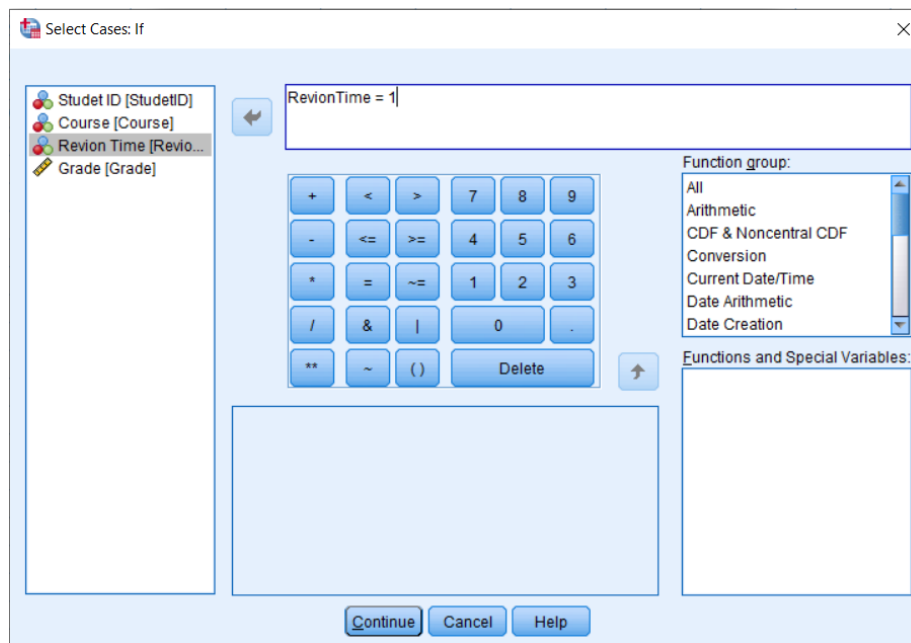 Select Cases: If
Studet ID [StudetID]
Course [Course]
Revion Time [Revio...
Grade [Grade]
RevionTime = 1
+ < > 7 8 9
- <= >= 4 5 6
* = ~= 1 2 3
/ & | 0 .
** ~ ( ) Delete
Function group:
All
Arithmetic
CDF & Noncentral CDF
Conversion
Current Date/Time
Date Arithmetic
Date Creation
Functions and Special Variables:
Continue Cancel Help